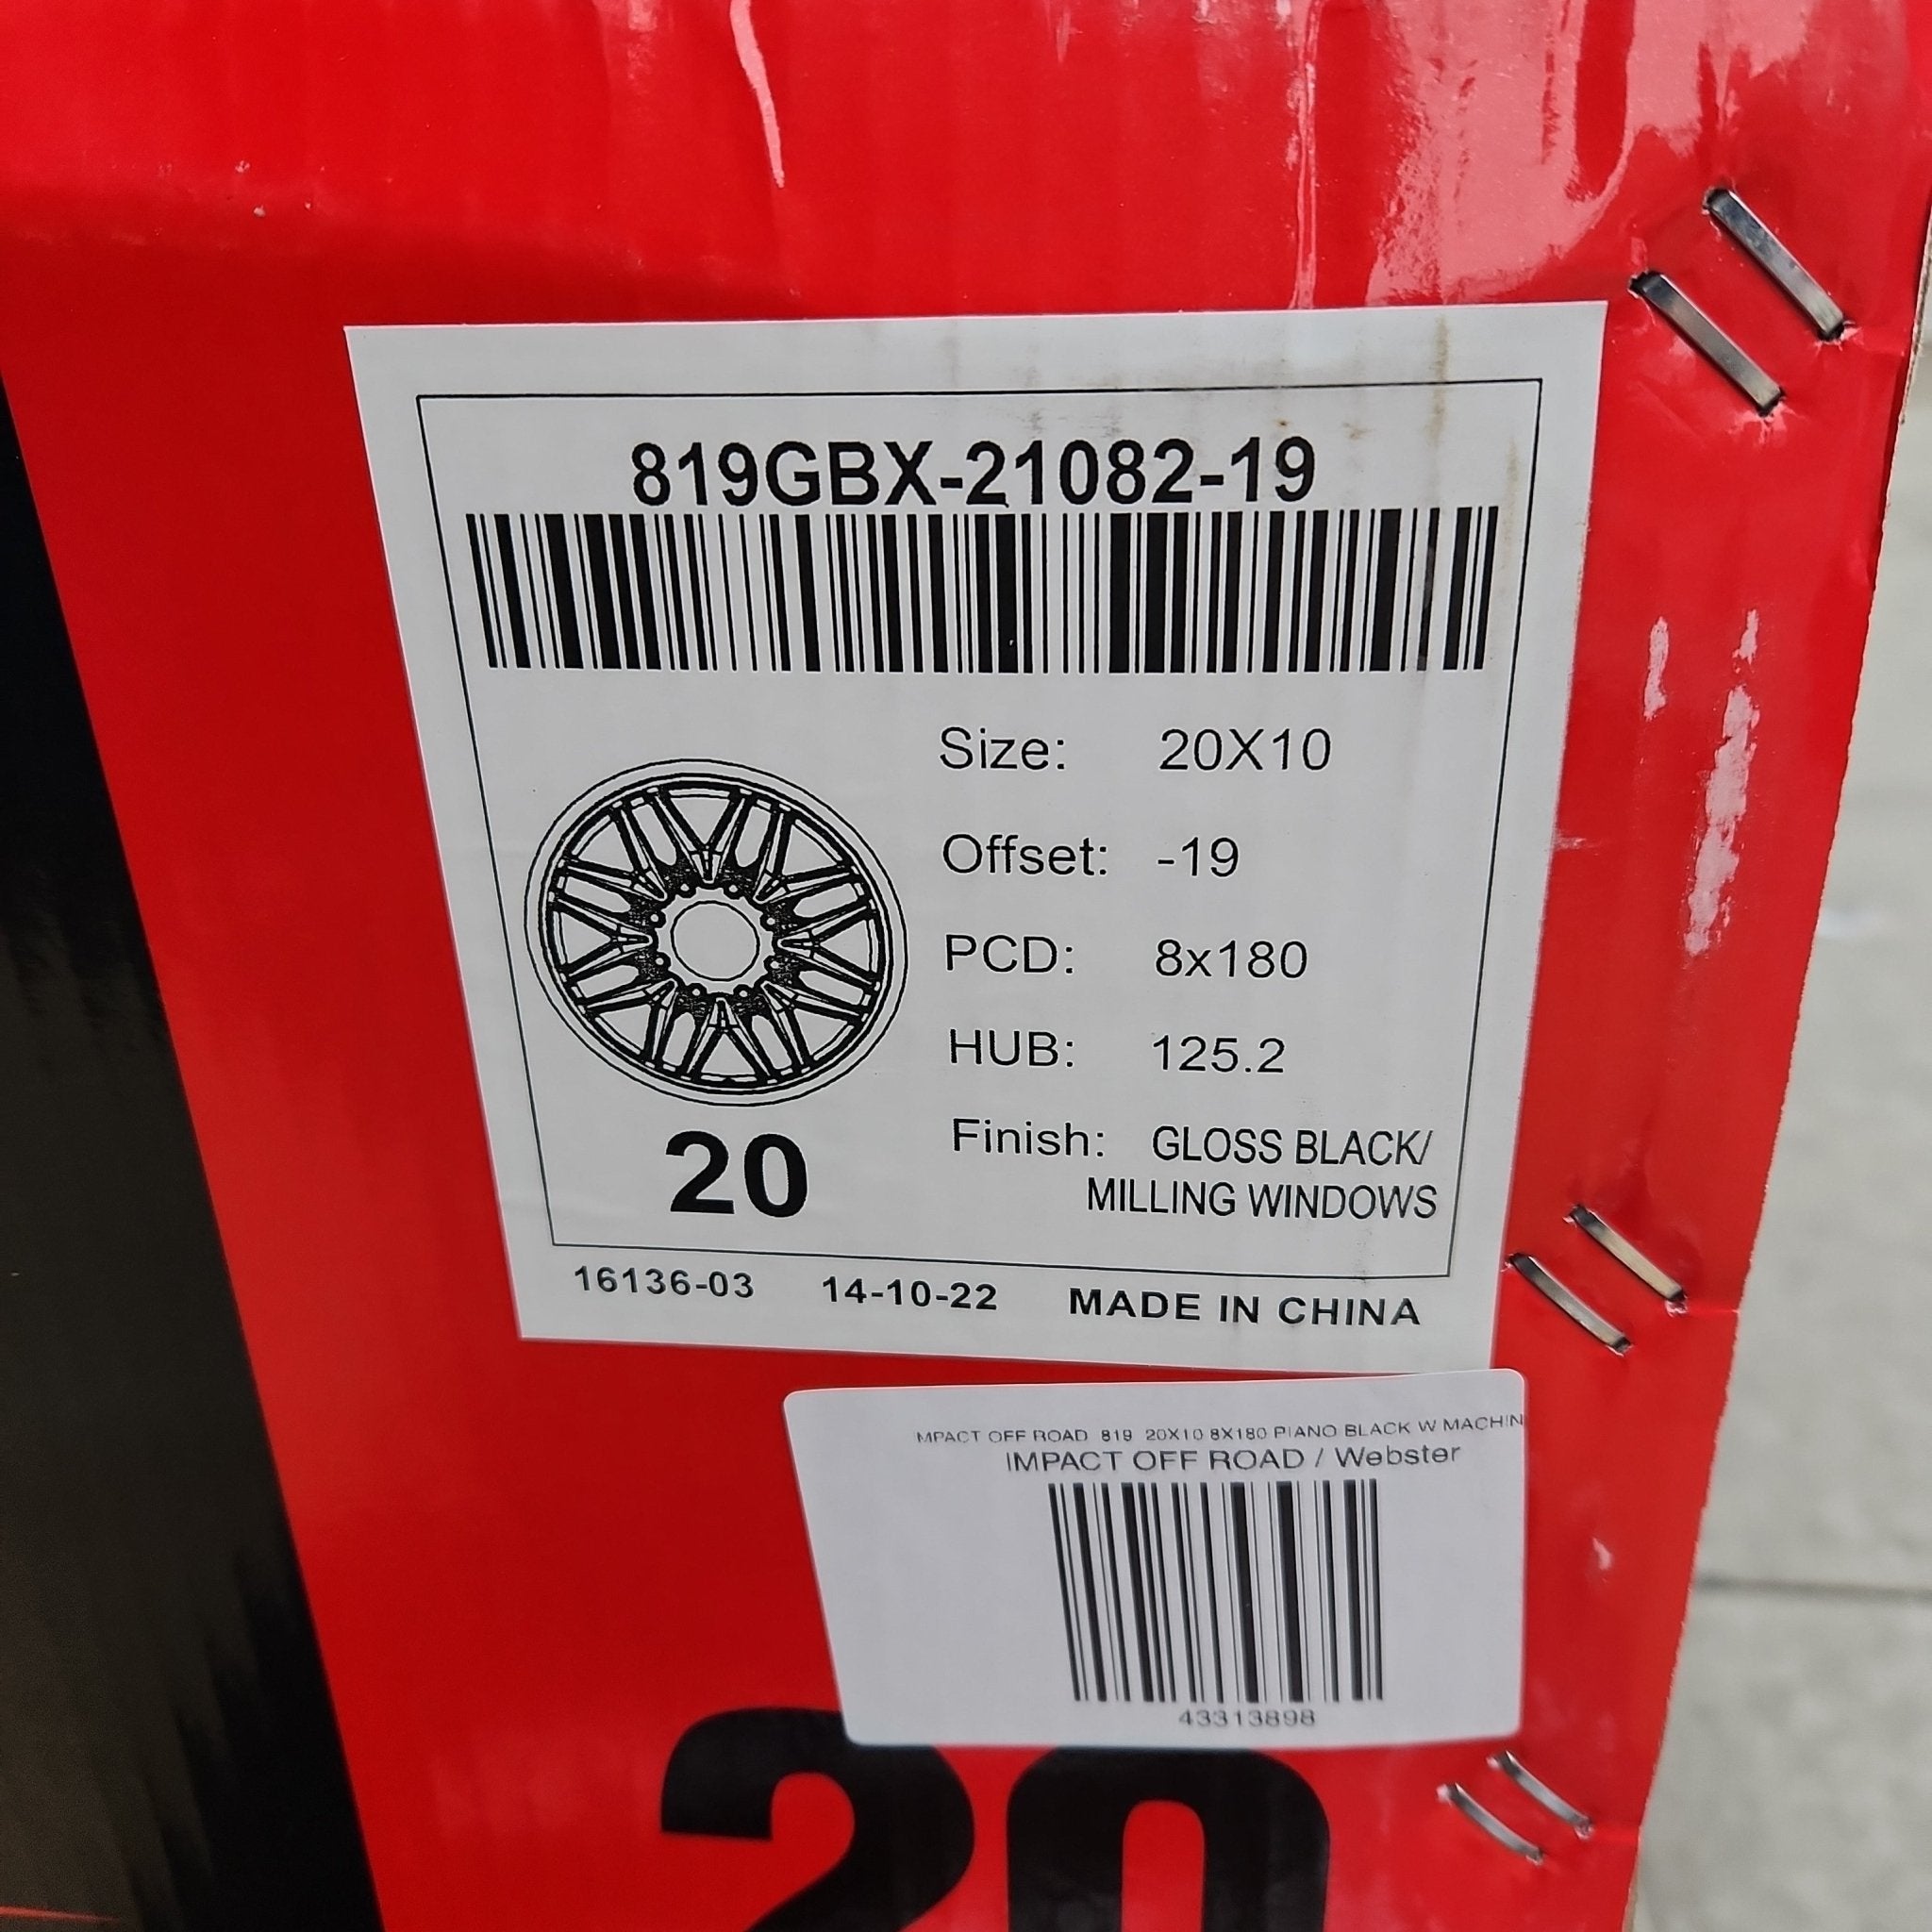 819GBX-21082-19
Size: 20X10
Offset: -19
PCD: 8x180
HUB: 125.2
Finish: GLOSS BLACK/
MILLING WINDOWS
20
16136-03 14-10-22 MADE IN CHINA
MPACT OFF ROAD 819 20X10 8X180 PIANO BLACK W MACHIN
IMPACT OFF ROAD / Webster
43313898
20